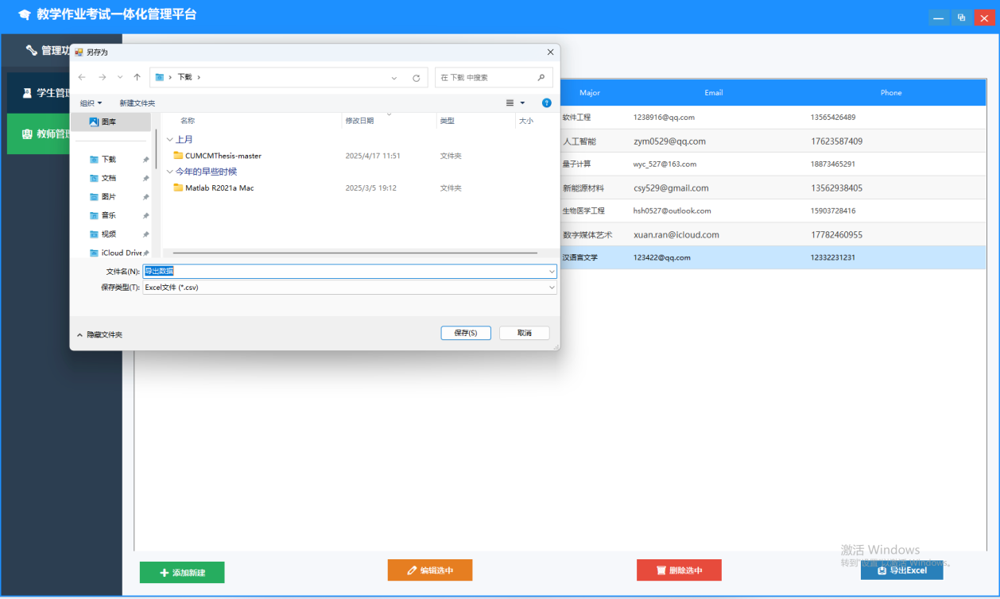 教学作业考试一体化管理平台
管理功
学生管理
教师管理
另存为
下载
在 下载 中搜索
组织
新建文件夹
图库
下载
文档
图片
音乐
视频
iCloud Drive
名称 修改日期 类型 大小
上月
CUMCMThesis-master 2025/4/17 11:51 文件夹
今年的早些时候
Matlab R2021a Mac 2025/3/5 19:12 文件夹
文件名(N): 导出数据
保存类型(T): Excel文件 (*.csv)
隐藏文件夹
保存(S)
取消
Major Email Phone
软件工程 1238916@qq.com 13565426489
人工智能 zym0529@qq.com 17623587409
量子计算 wyc_527@163.com 18873465291
新能源材料 csy529@gmail.com 13562938405
生物医学工程 hsh0527@outlook.com 15903728416
数字媒体艺术 xuan.ran@icloud.com 17782460955
汉语言文学 123422@qq.com 12332231231
激活 Windows
转到"设置"以激活 Windows。
添加新建
编辑选中
删除选中
导出Excel